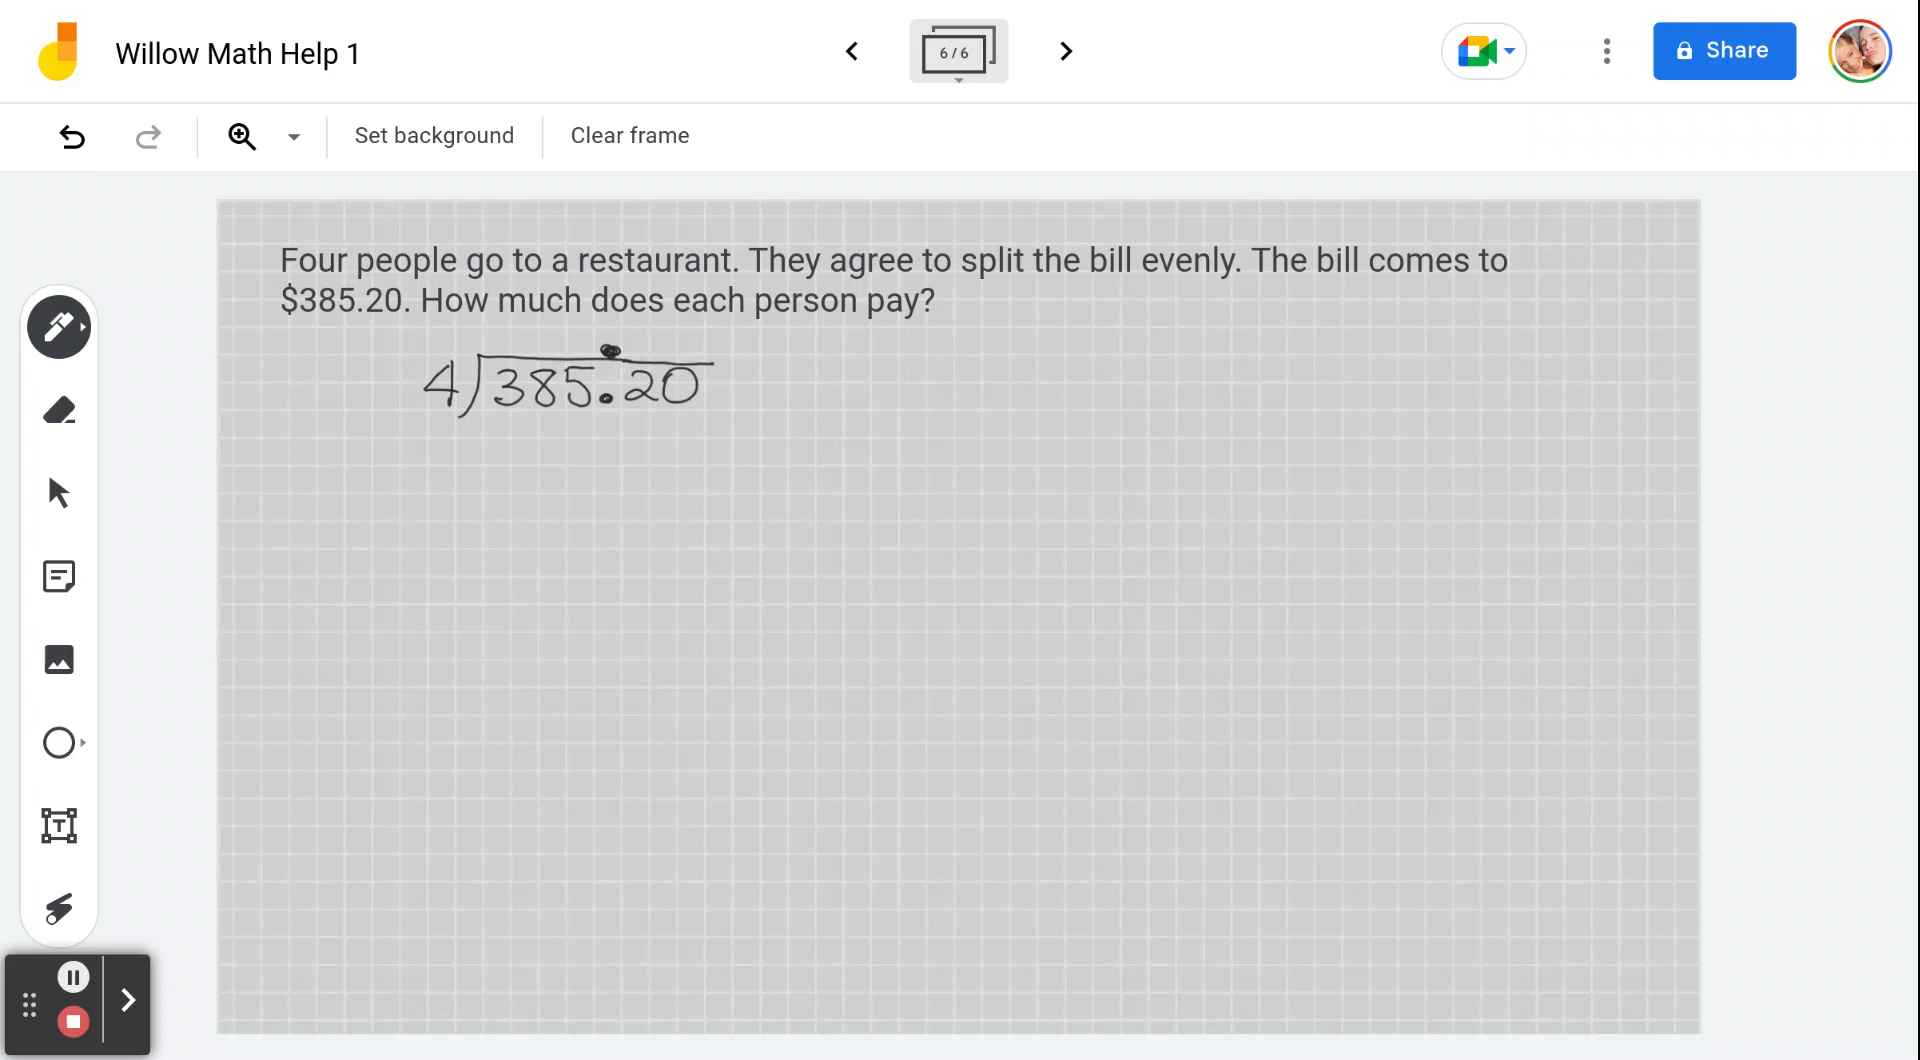 Willow Math Help 1
6 / 6
Share
Set background
Clear frame
Four people go to a restaurant. They agree to split the bill evenly. The bill comes to
$385.20. How much does each person pay?
4)385.20
T